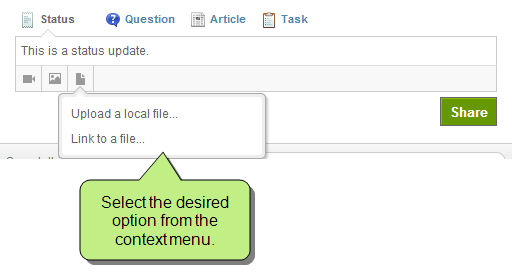 Status Question Article Task
This is a status update.
Upload a local file...
Link to a file...
Share
Select the desired
option from the
context menu.